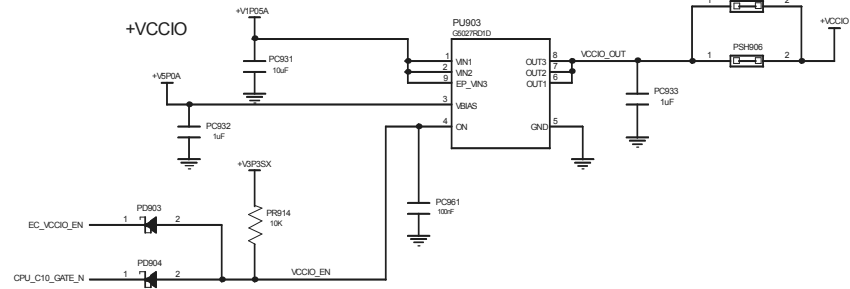 +VCCIO
+V1P05A
PC931
10uF
+V5P0A
PC932
1uF
PU903
G5027RD1D
1 VIN1
2 VIN2
9 EP_VIN3
3 VBIAS
4 ON
OUT3 8
OUT2 7
OUT1 6
GND 5
VCCIO_OUT
1 2
PSH906
1 2
+VCCIO
PC933
1uF
+V3P3SX
PR914
10K
PC961
100nF
PD903
EC_VCCIO_EN 1 2
PD904
CPU_C10_GATE_N 1 2
VCCIO_EN